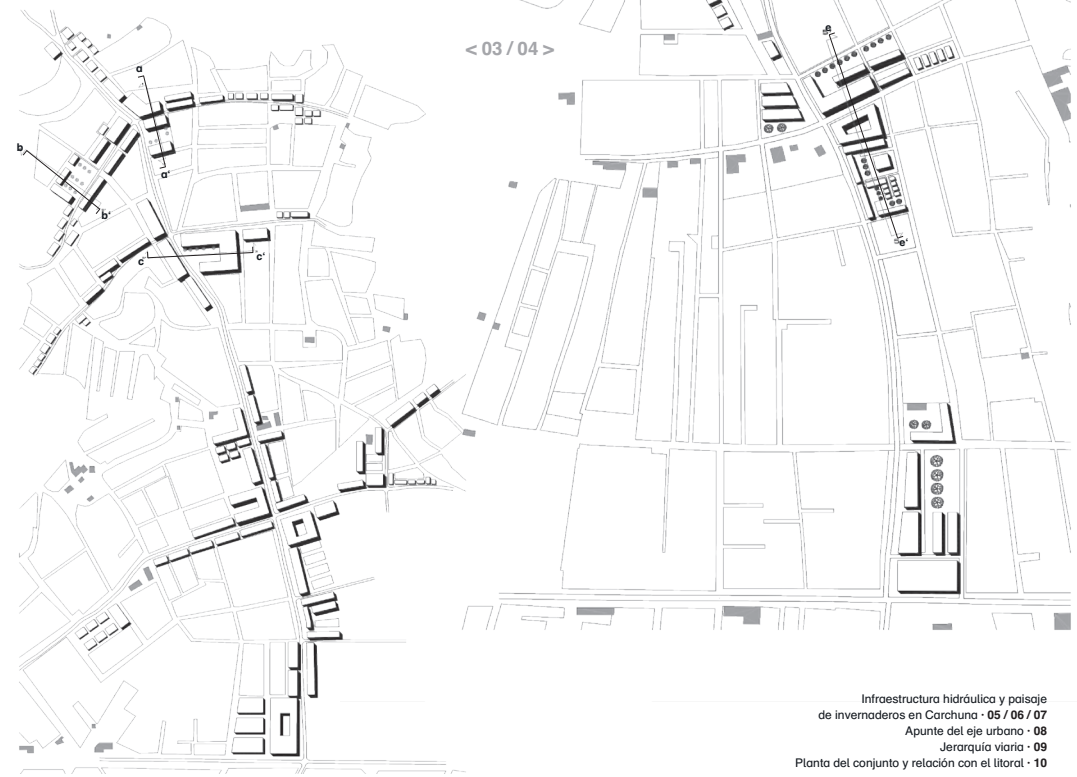 < 03 / 04 >
a
a'
b
b'
c
c'
e
e'
Infraestructura hidráulica y paisaje
de invernaderos en Carchuna · 05 / 06 / 07
Apunte del eje urbano · 08
Jerarquía viaria · 09
Planta del conjunto y relación con el litoral · 10